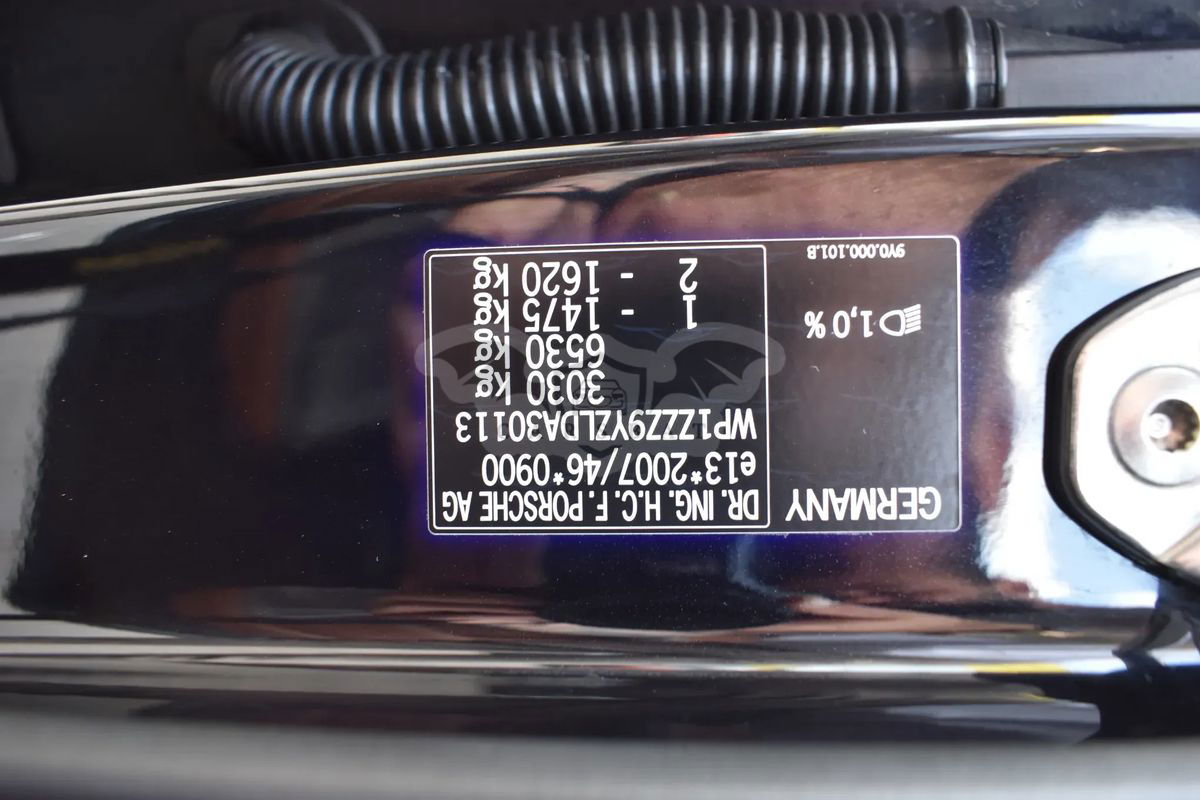 DR. ING. H.C. F. PORSCHE AG
e13*2007/46*0900
WP1ZZZ9YZLDA30113
3030 kg
6530 kg
1 - 1475 kg
2 - 1620 kg
GERMANY
1,0%
9Y0.000.101.B